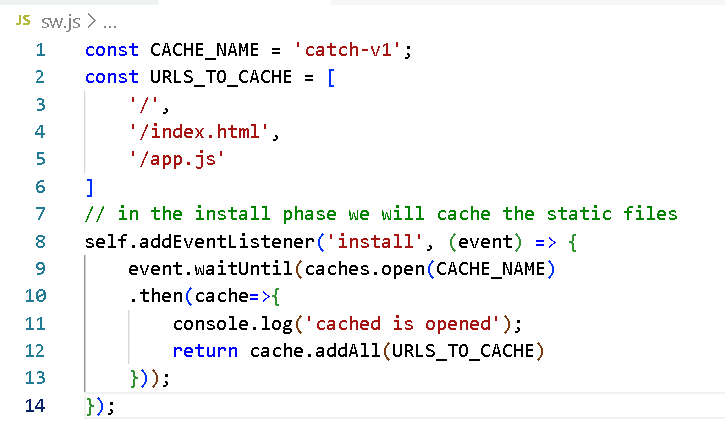 JS sw.js > ...
1 const CACHE_NAME = 'catch-v1';
2 const URLS_TO_CACHE = [
3     '/',
4     '/index.html',
5     '/app.js'
6 ]
7 // in the install phase we will cache the static files
8 self.addEventListener('install', (event) => {
9     event.waitUntil(caches.open(CACHE_NAME)
10     .then(cache=>{
11         console.log('cached is opened');
12         return cache.addAll(URLS_TO_CACHE)
13     }));
14 });